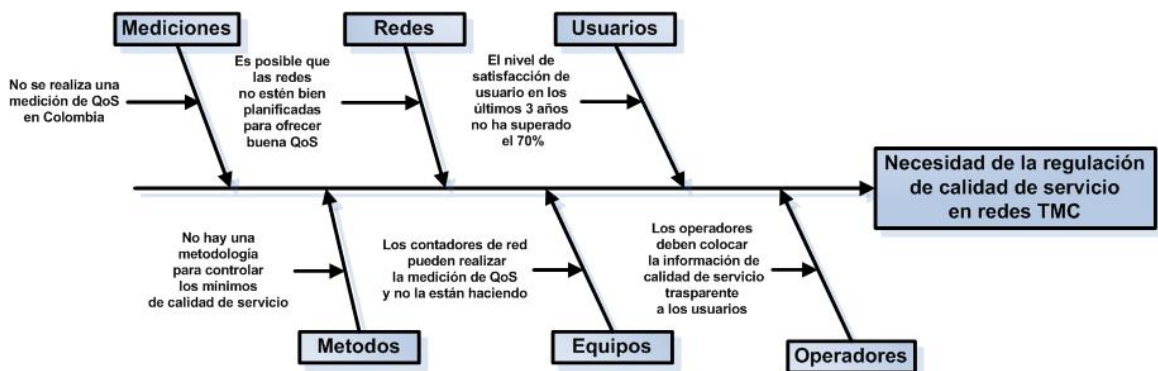 Mediciones
Redes
Usuarios
No se realiza una
medición de QoS
en Colombia
Es posible que
las redes
no estén bien
planificadas
para ofrecer
buena QoS
El nivel de
satisfacción de
usuario en los
últimos 3 años
no ha superado
el 70%
Necesidad de la regulación
de calidad de servicio
en redes TMC
No hay una
metodología
para controlar
los mínimos
de calidad de servicio
Los contadores de red
pueden realizar
la medición de QoS
y no la están haciendo
Los operadores
deben colocar
la información de
calidad de servicio
trasparente
a los usuarios
Metodos
Equipos
Operadores